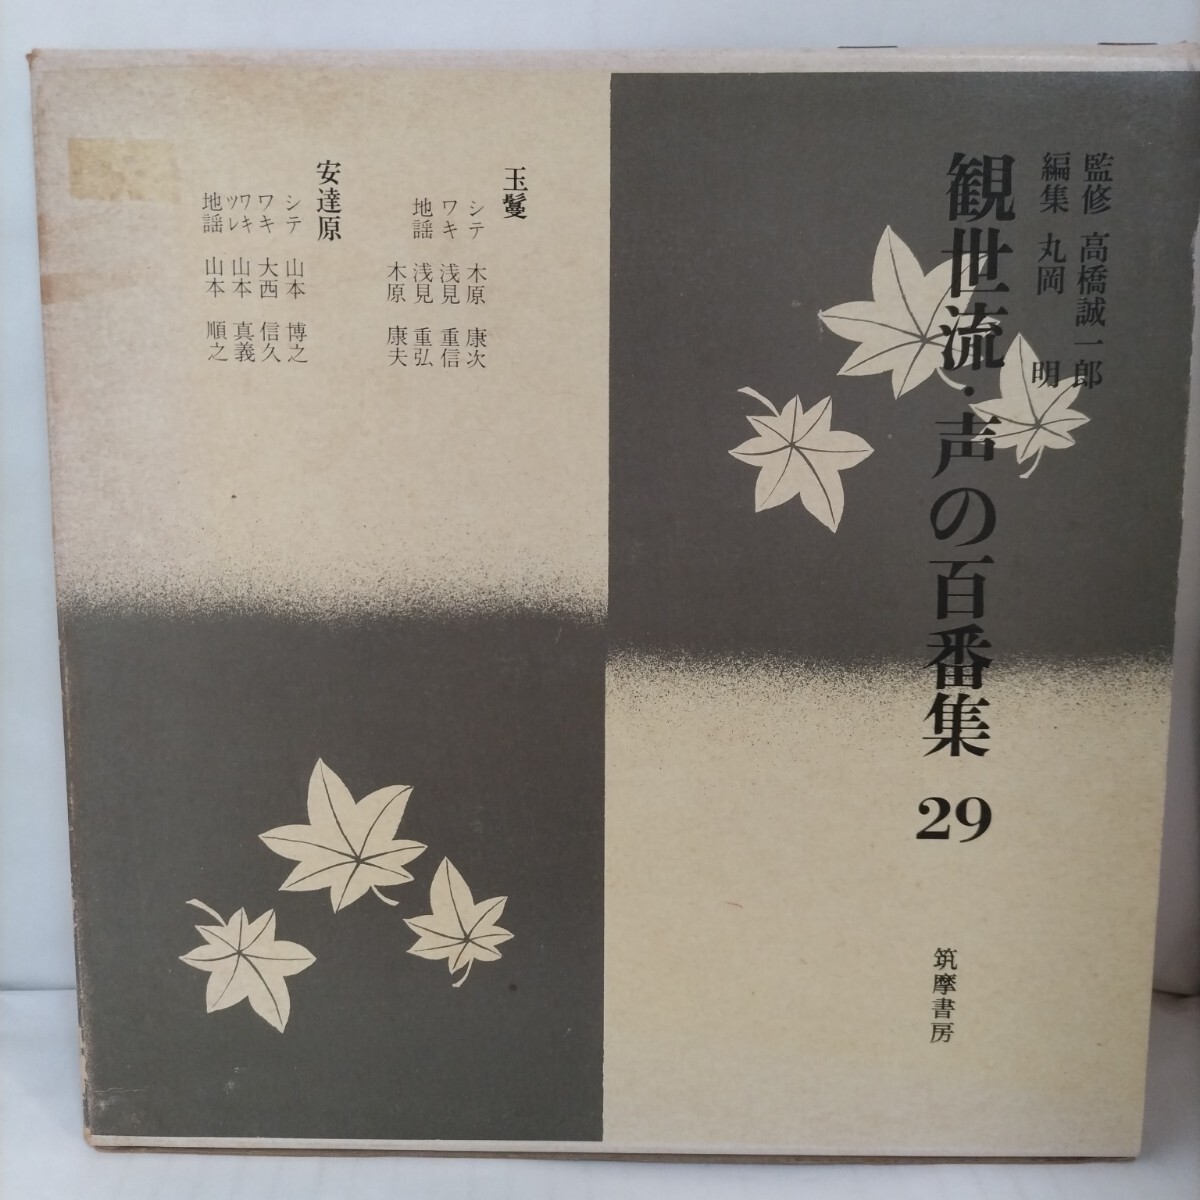 監修 高橋誠一郎
編集 丸岡 明
観世流・声の百番集 29
筑摩書房
玉鬘
シテ 木原 康次
ワキ 浅見 重信
地謡 浅見 重弘
木原 康夫
安達原
シテ 山本 博之
ワキ 大西 信久
ワキツレ 山本 真義
地謡 山本 順之